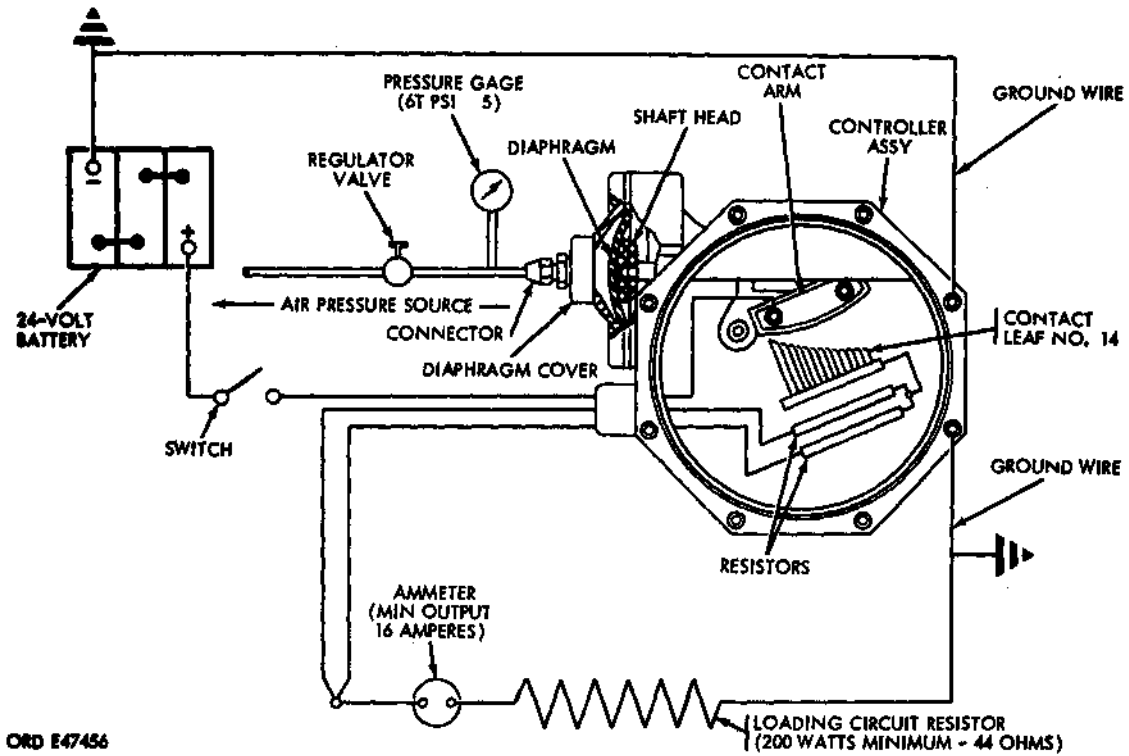 PRESSURE GAGE
(6T PSI 5)
CONTACT
ARM
SHAFT HEAD
GROUND WIRE
DIAPHRAGM
CONTROLLER
ASSY
REGULATOR
VALVE
-
+
AIR PRESSURE SOURCE
24-VOLT
BATTERY
CONNECTOR
CONTACT
LEAF NO. 14
DIAPHRAGM COVER
SWITCH
GROUND WIRE
RESISTORS
AMMETER
(MIN OUTPUT
16 AMPERES)
LOADING CIRCUIT RESISTOR
(200 WATTS MINIMUM - 44 OHMS)
ORD E47456